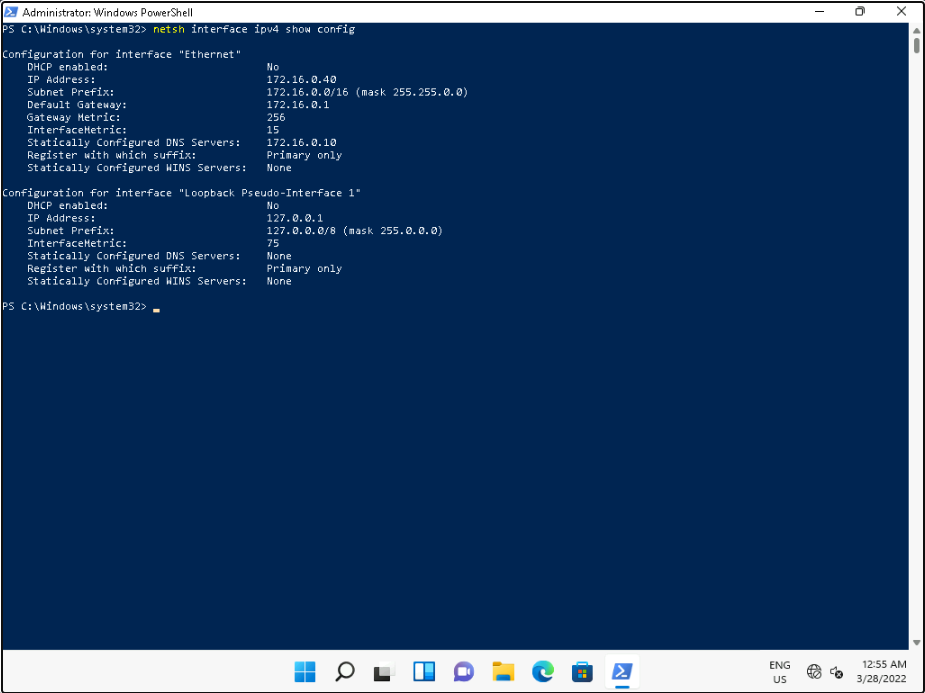 Administrator: Windows PowerShell
PS C:\Windows\system32> netsh interface ipv4 show config
Configuration for interface "Ethernet"
DHCP enabled: No
IP Address: 172.16.0.40
Subnet Prefix: 172.16.0.0/16 (mask 255.255.0.0)
Default Gateway: 172.16.0.1
Gateway Metric: 256
InterfaceMetric: 15
Statically Configured DNS Servers: 172.16.0.10
Register with which suffix: Primary only
Statically Configured WINS Servers: None
Configuration for interface "Loopback Pseudo-Interface 1"
DHCP enabled: No
IP Address: 127.0.0.1
Subnet Prefix: 127.0.0.0/8 (mask 255.0.0.0)
InterfaceMetric: 75
Statically Configured DNS Servers: None
Register with which suffix: Primary only
Statically Configured WINS Servers: None
PS C:\Windows\system32>
ENG
US
12:55 AM
3/28/2022